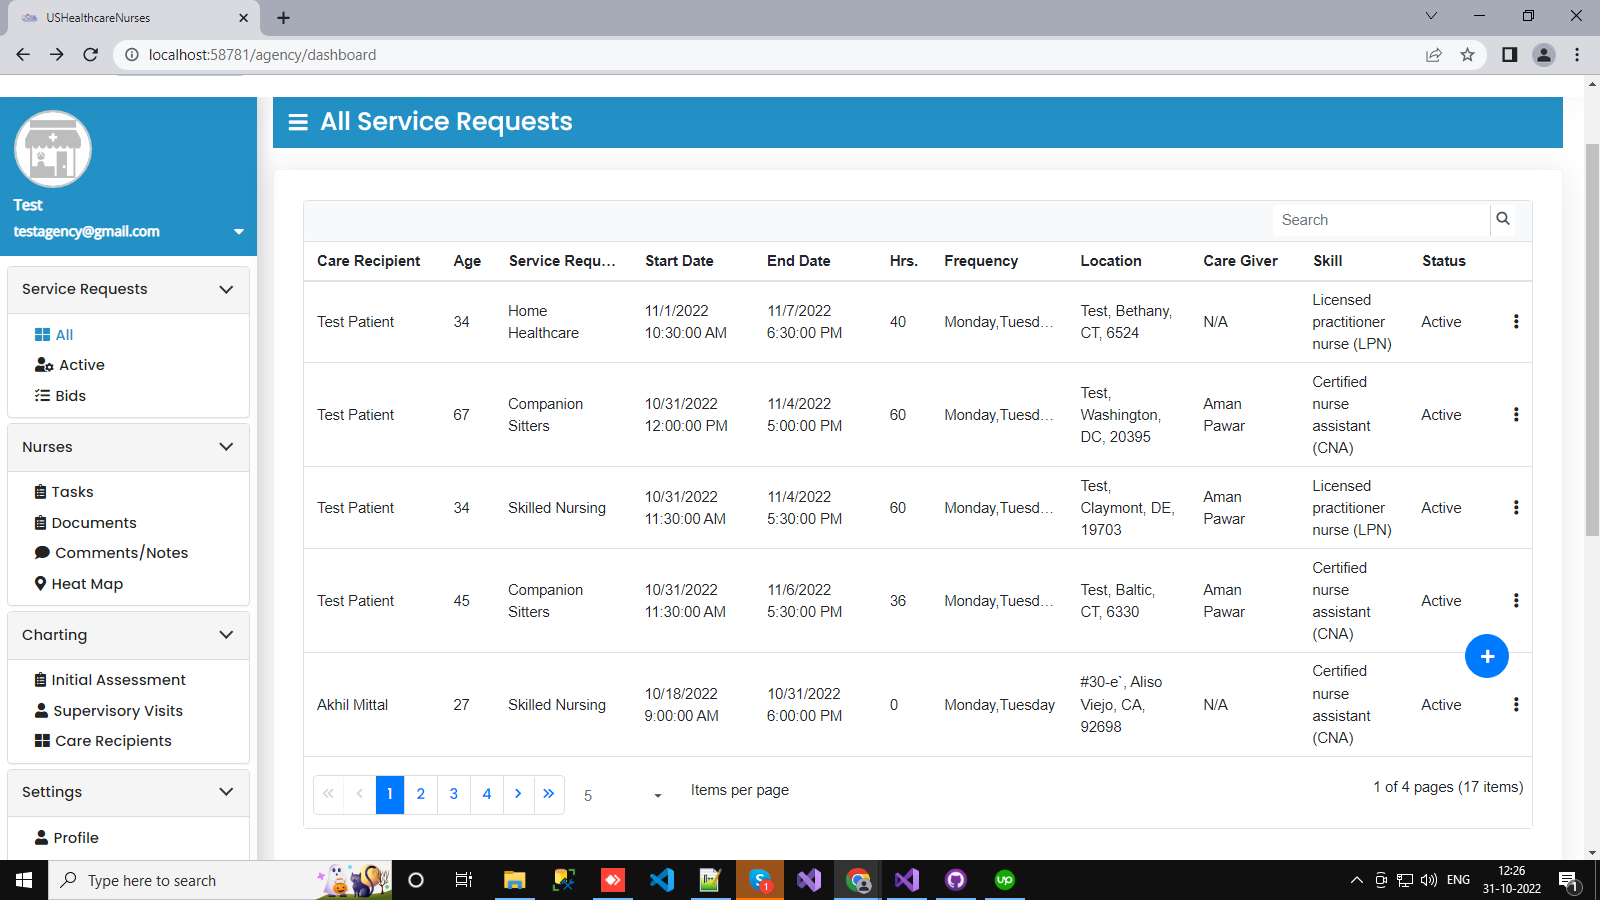 USHealthcareNurses
localhost:58781/agency/dashboard
Test
testagency@gmail.com
Service Requests
All
Active
Bids
Nurses
Tasks
Documents
Comments/Notes
Heat Map
Charting
Initial Assessment
Supervisory Visits
Care Recipients
Settings
Profile
All Service Requests
Search
Care Recipient Age Service Requ... Start Date End Date Hrs. Frequency Location Care Giver Skill Status
Test Patient 34 Home Healthcare 11/1/2022 10:30:00 AM 11/7/2022 6:30:00 PM 40 Monday,Tuesd... Test, Bethany, CT, 6524 N/A Licensed practitioner nurse (LPN) Active
Test Patient 67 Companion Sitters 10/31/2022 12:00:00 PM 11/4/2022 5:00:00 PM 60 Monday,Tuesd... Test, Washington, DC, 20395 Aman Pawar Certified nurse assistant (CNA) Active
Test Patient 34 Skilled Nursing 10/31/2022 11:30:00 AM 11/4/2022 5:30:00 PM 60 Monday,Tuesd... Test, Claymont, DE, 19703 Aman Pawar Licensed practitioner nurse (LPN) Active
Test Patient 45 Companion Sitters 10/31/2022 11:30:00 AM 11/6/2022 5:30:00 PM 36 Monday,Tuesd... Test, Baltic, CT, 6330 Aman Pawar Certified nurse assistant (CNA) Active
Akhil Mittal 27 Skilled Nursing 10/18/2022 9:00:00 AM 10/31/2022 6:00:00 PM 0 Monday,Tuesday #30-e`, Aliso Viejo, CA, 92698 N/A Certified nurse assistant (CNA) Active
1 2 3 4 5 Items per page 1 of 4 pages (17 items)
Type here to search
ENG
12:26
31-10-2022
1